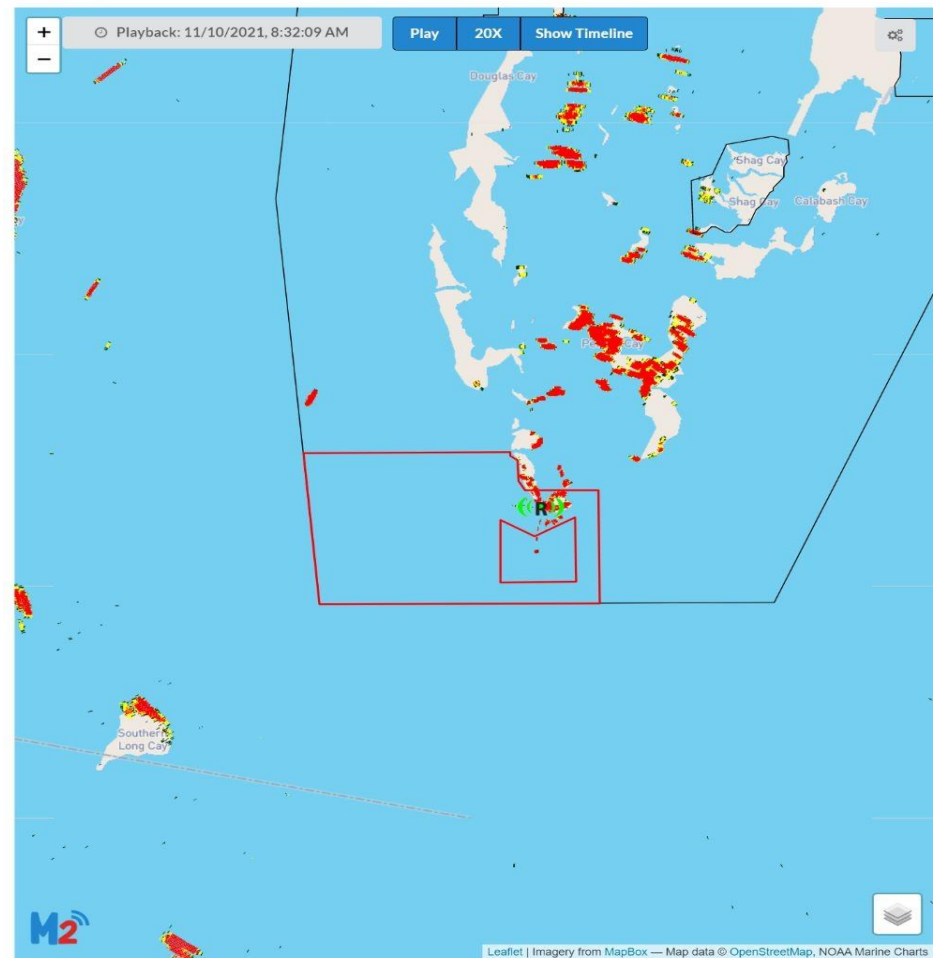 +
−
Playback: 11/10/2021, 8:32:09 AM
Play
20X
Show Timeline
Douglas Cay
Shag Cay
Shag Cay
Calabash Cay
Cay
R
Southern
Long Cay
M2
Leaflet | Imagery from MapBox — Map data © OpenStreetMap, NOAA Marine Charts